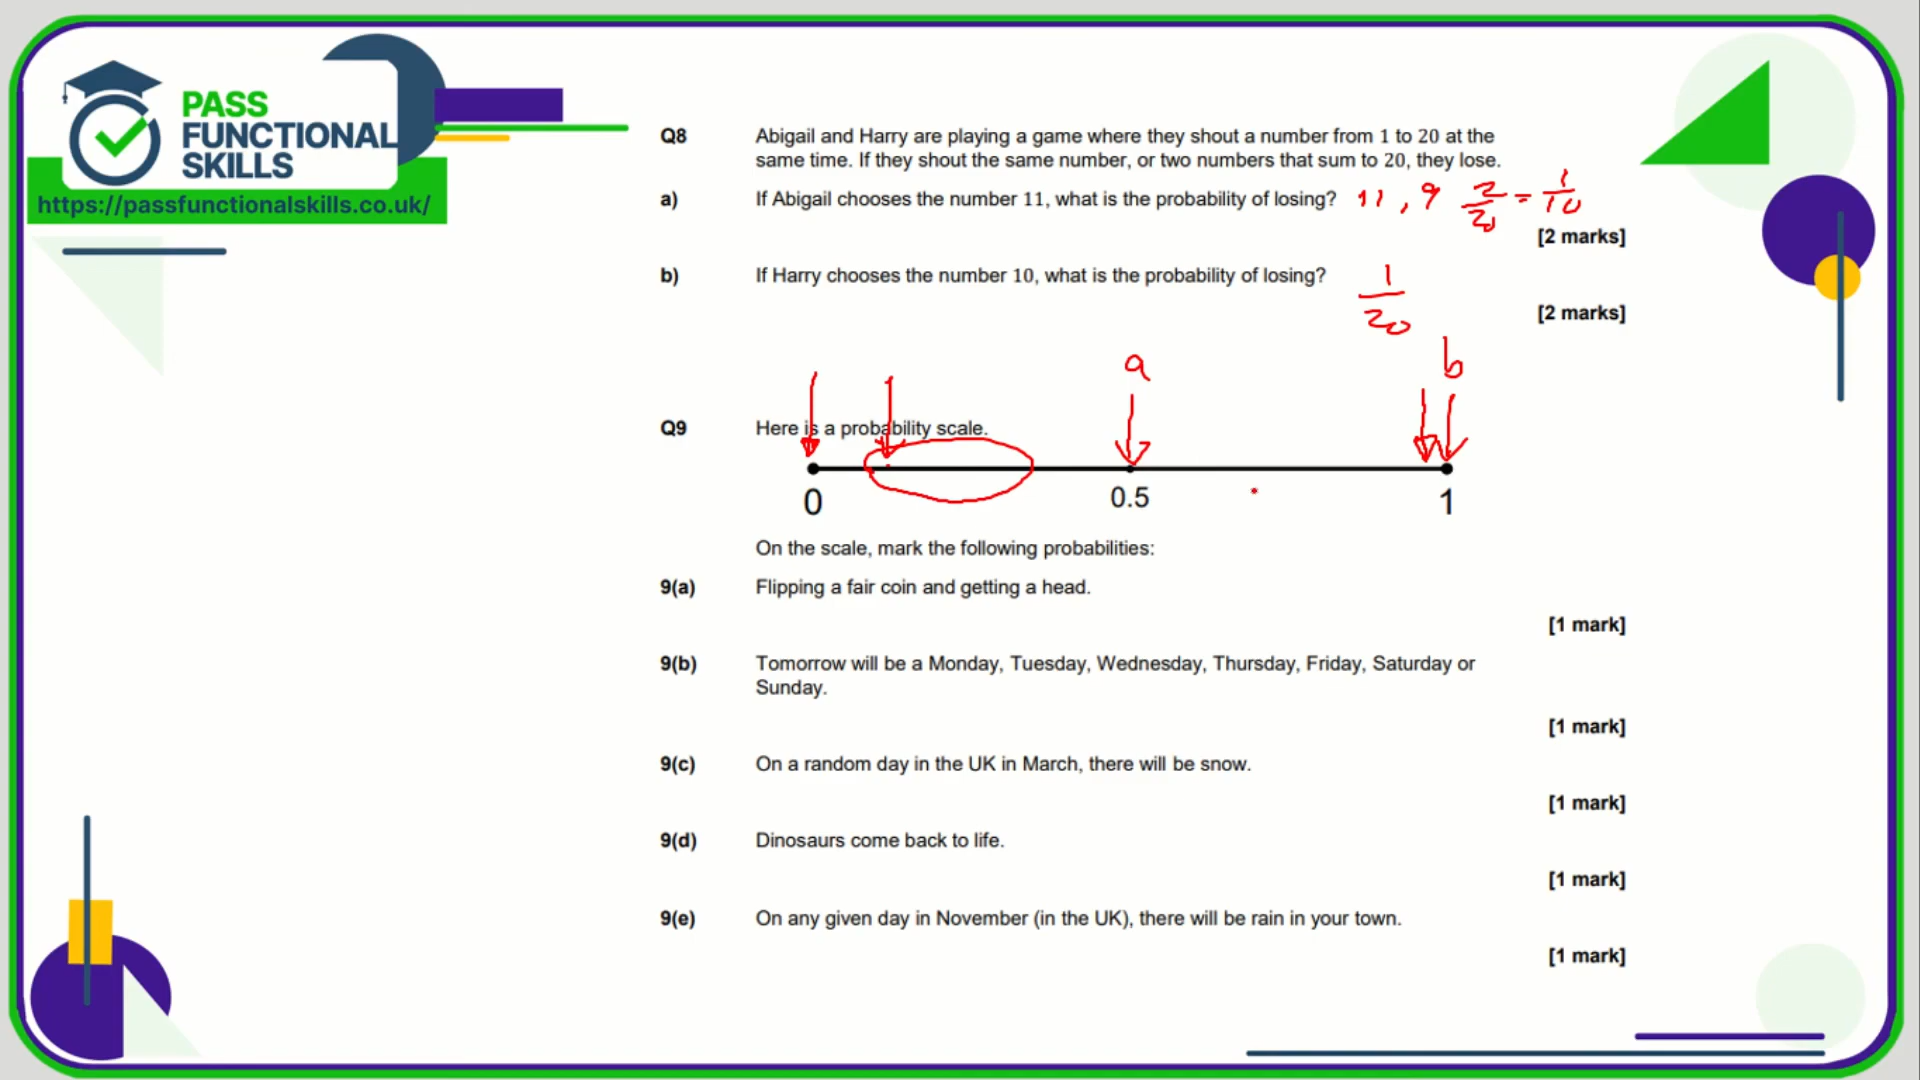 PASS
FUNCTIONAL
SKILLS
https://passfunctionalskills.co.uk/
Q8 Abigail and Harry are playing a game where they shout a number from 1 to 20 at the
same time. If they shout the same number, or two numbers that sum to 20, they lose.
a) If Abigail chooses the number 11, what is the probability of losing? 11, 9 2/20 = 1/10
[2 marks]
b) If Harry chooses the number 10, what is the probability of losing? 1/20
[2 marks]
a b
Q9 Here is a probability scale.
0 0.5 1
On the scale, mark the following probabilities:
9(a) Flipping a fair coin and getting a head.
[1 mark]
9(b) Tomorrow will be a Monday, Tuesday, Wednesday, Thursday, Friday, Saturday or
Sunday.
[1 mark]
9(c) On a random day in the UK in March, there will be snow.
[1 mark]
9(d) Dinosaurs come back to life.
[1 mark]
9(e) On any given day in November (in the UK), there will be rain in your town.
[1 mark]